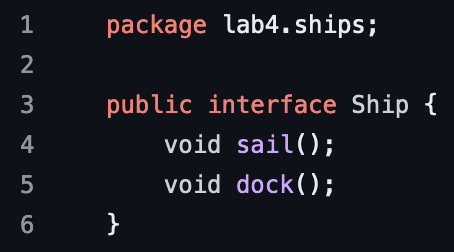 1 package lab4.ships;
2
3 public interface Ship {
4     void sail();
5     void dock();
6 }